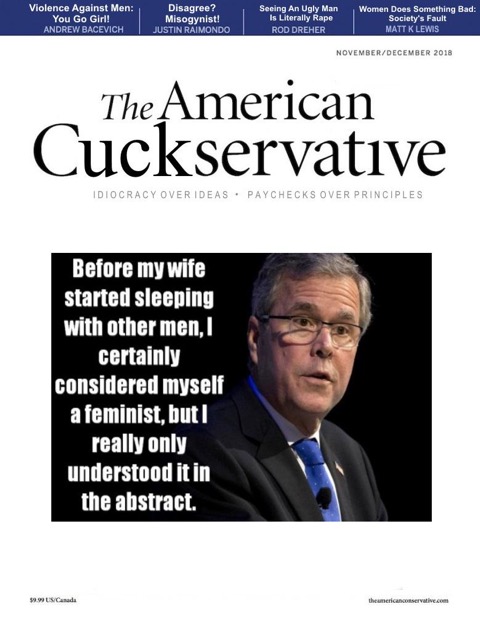 Violence Against Men:
You Go Girl!
ANDREW BACEVICH
Disagree?
Misogynist!
JUSTIN RAIMONDO
Seeing An Ugly Man
Is Literally Rape
ROD DREHER
Women Does Something Bad:
Society's Fault
MATT K LEWIS
NOVEMBER/DECEMBER 2018
The American
Cuckservative
IDIOCRACY OVER IDEAS • PAYCHECKS OVER PRINCIPLES
Before my wife
started sleeping
with other men, I
certainly
considered myself
a feminist, but I
really only
understood it in
the abstract.
$9.99 US/Canada
theamericanconservative.com